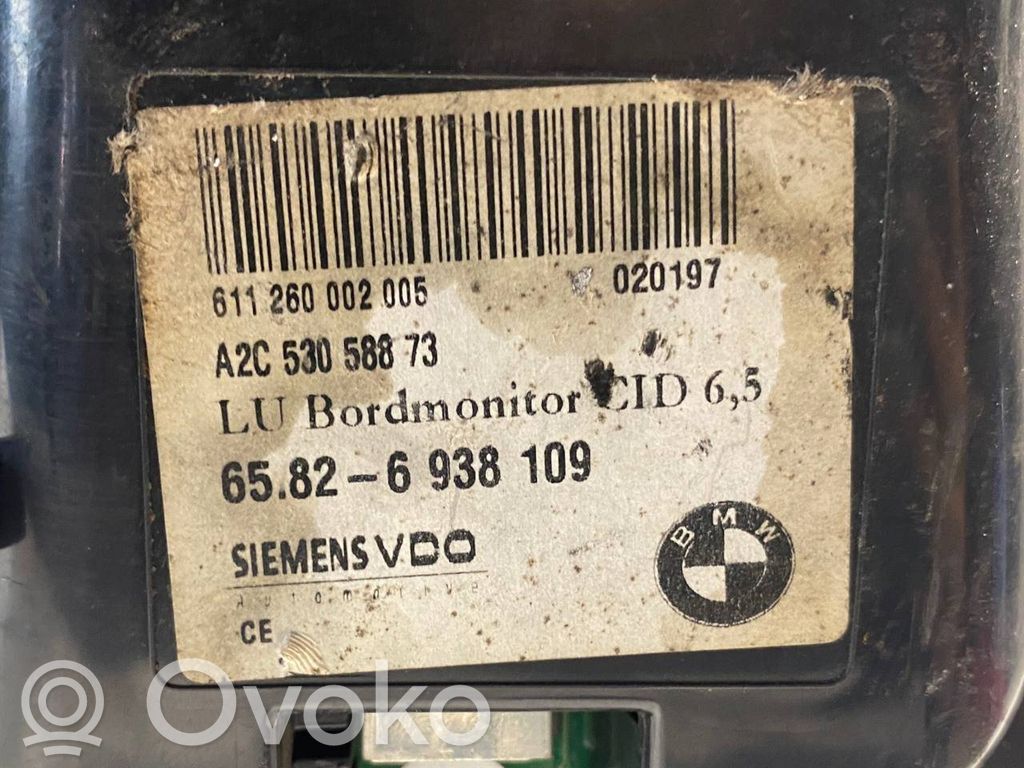 611 260 002 005 020197
A2C 530 588 73
LU Bordmonitor CID 6,5
65.82-6 938 109
BMW
SIEMENS VDO
Automotive
CE
Ovoko